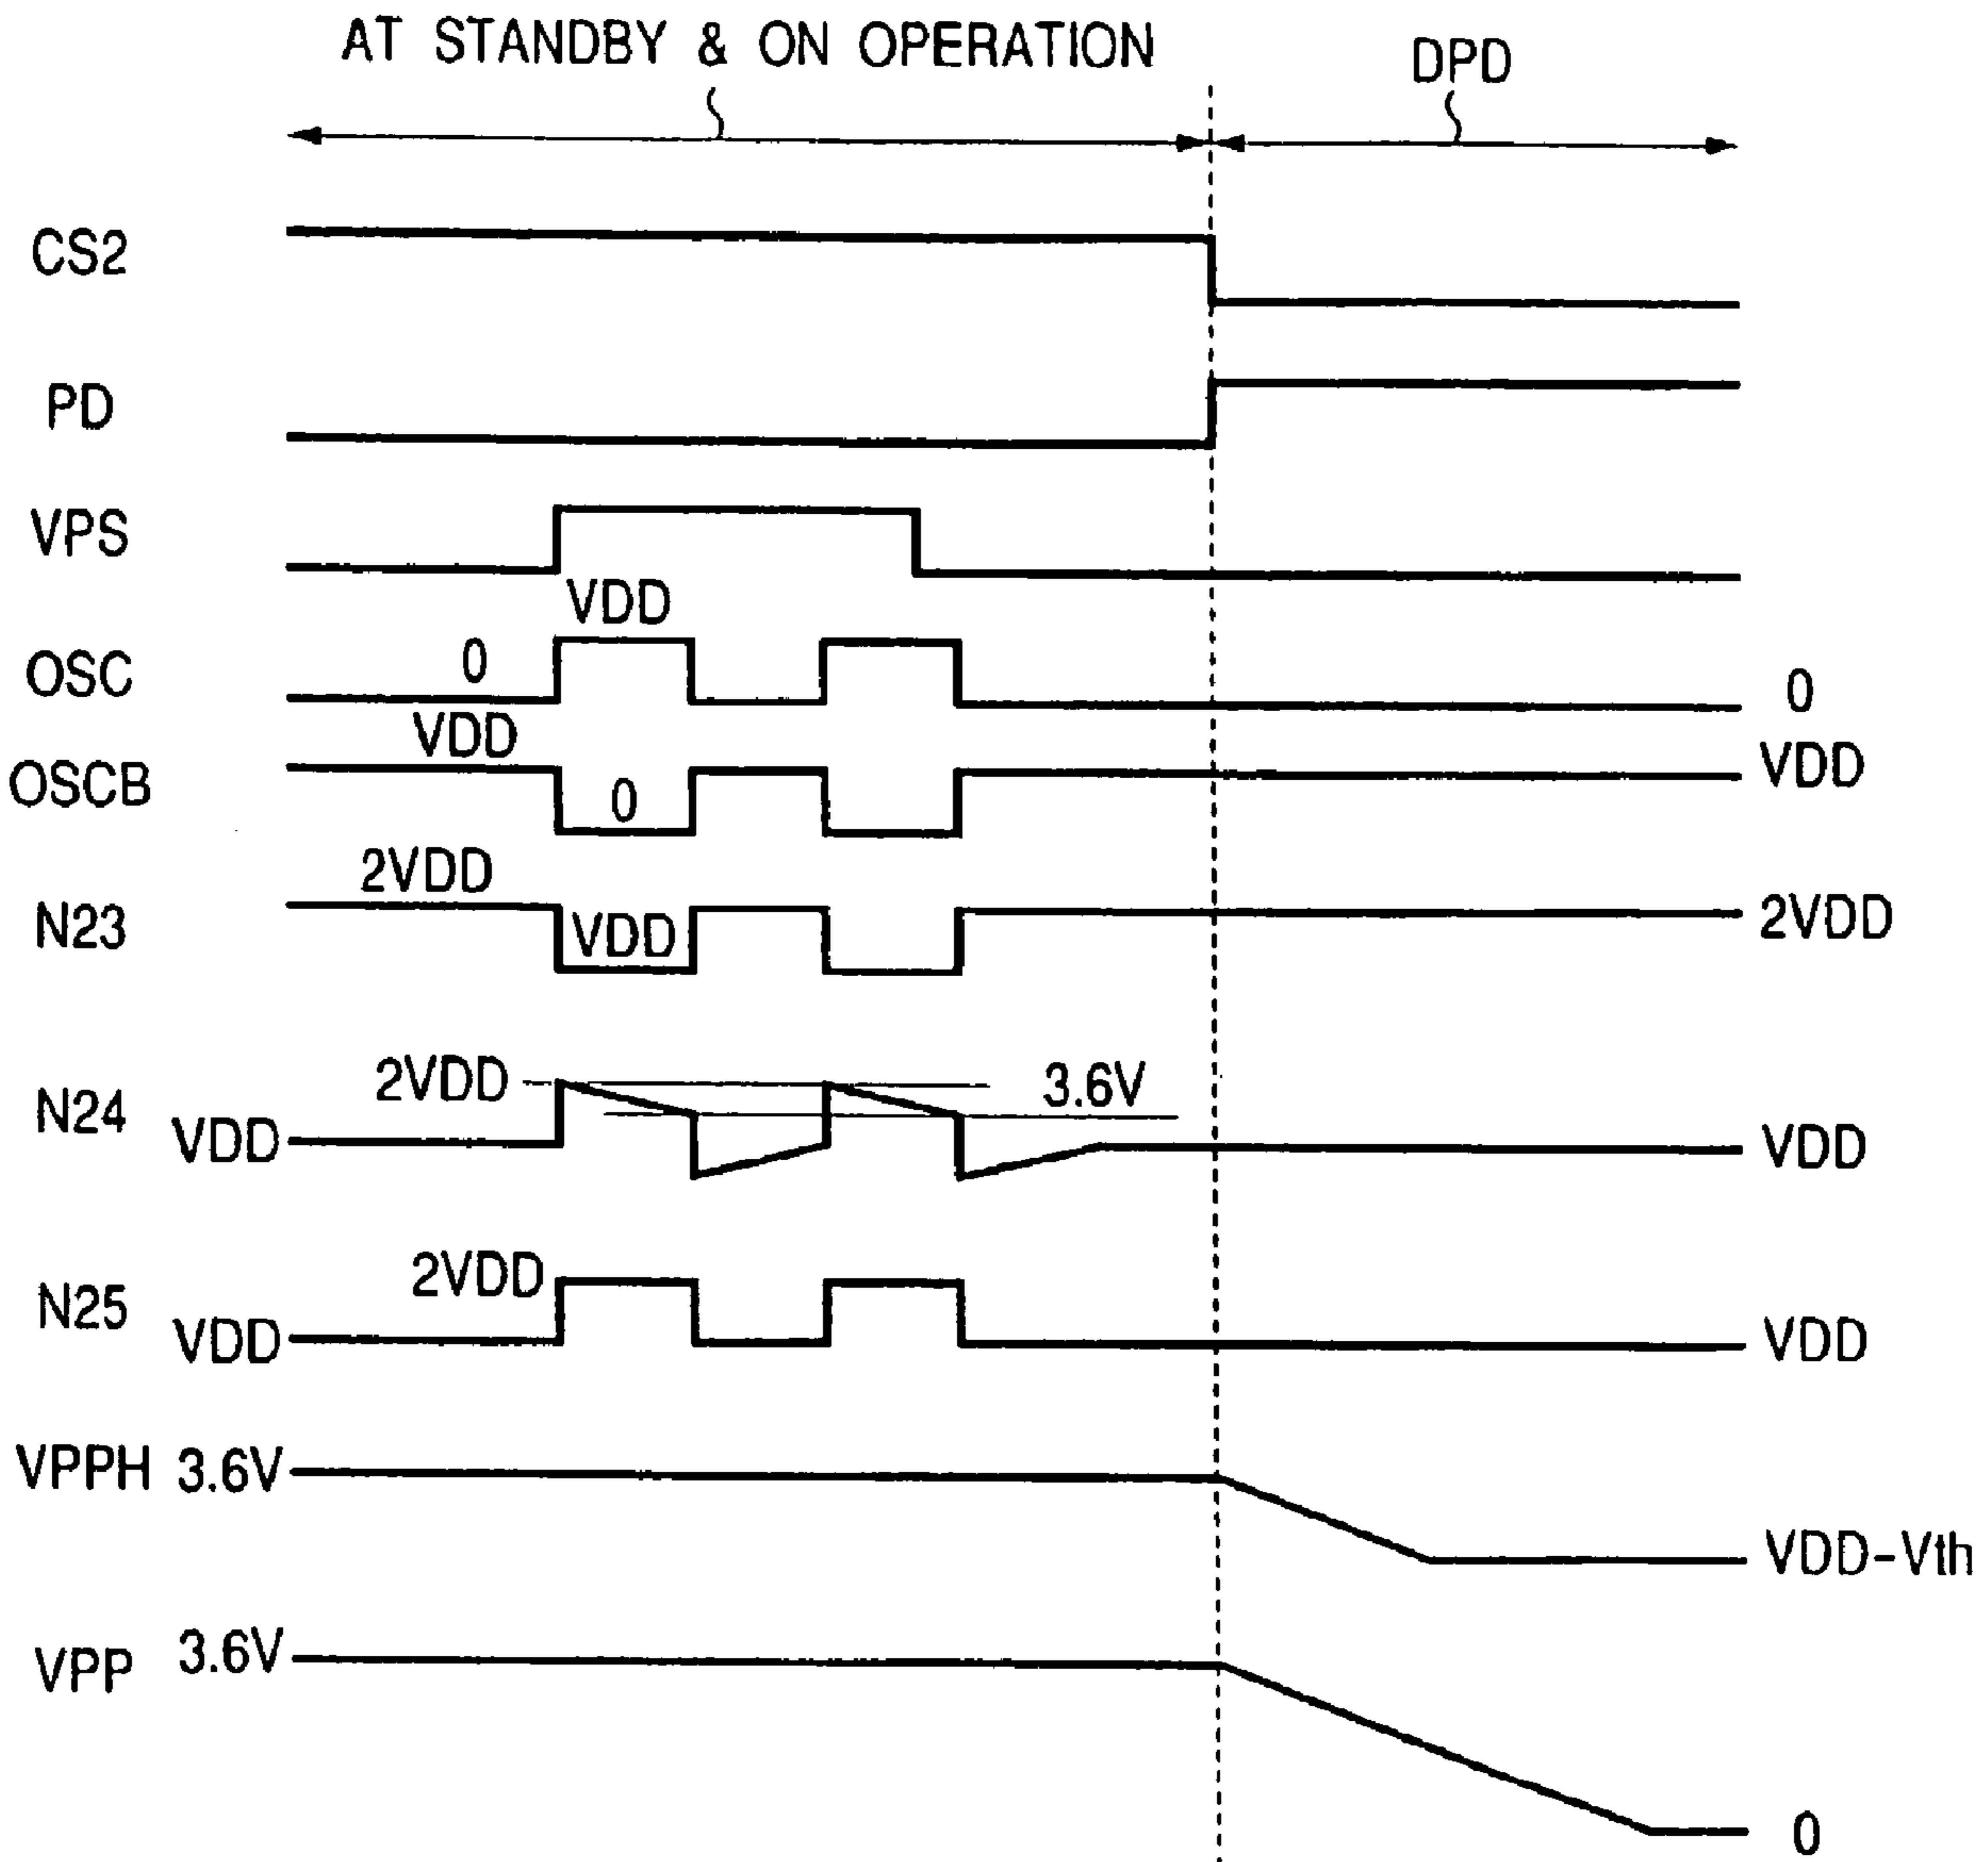 AT STANDBY & ON OPERATION
DPD
CS2
PD
VPS
VDD
OSC
0
0
VDD
OSCB
0
VDD
2VDD
N23
VDD
2VDD
2VDD
3.6V
N24
VDD
VDD
2VDD
N25
VDD
VDD
VPPH 3.6V
VDD-Vth
VPP 3.6V
0